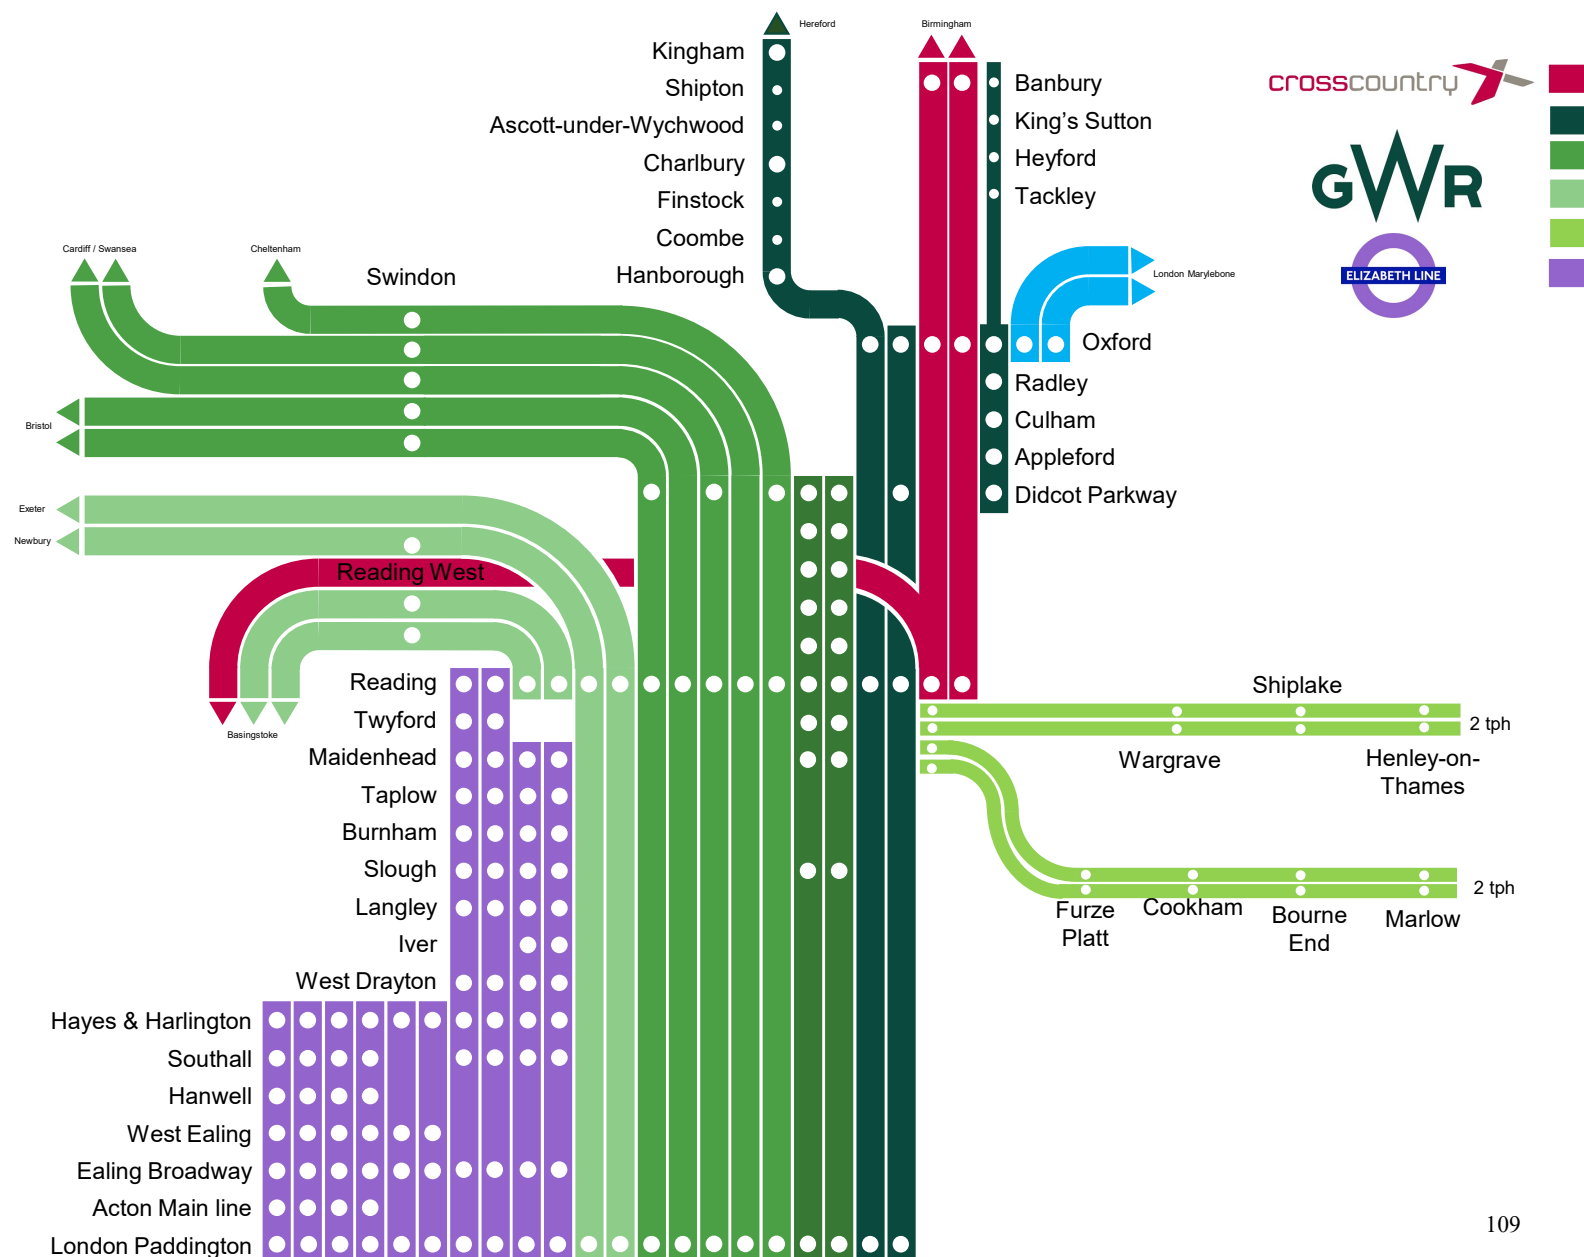 Hereford
Birmingham
Kingham
Shipton
Ascott-under-Wychwood
Charlbury
Finstock
Coombe
Hanborough
Banbury
King's Sutton
Heyford
Tackley
crosscountry
GWR
ELIZABETH LINE
Cardiff / Swansea
Cheltenham
Swindon
London Marylebone
Oxford
Radley
Culham
Appleford
Didcot Parkway
Bristol
Exeter
Newbury
Reading West
Basingstoke
Reading
Twyford
Maidenhead
Taplow
Burnham
Slough
Langley
Iver
West Drayton
Hayes & Harlington
Southall
Hanwell
West Ealing
Ealing Broadway
Acton Main line
London Paddington
Shiplake
2 tph
Wargrave
Henley-on-
Thames
2 tph
Furze
Platt
Cookham
Bourne
End
Marlow
109